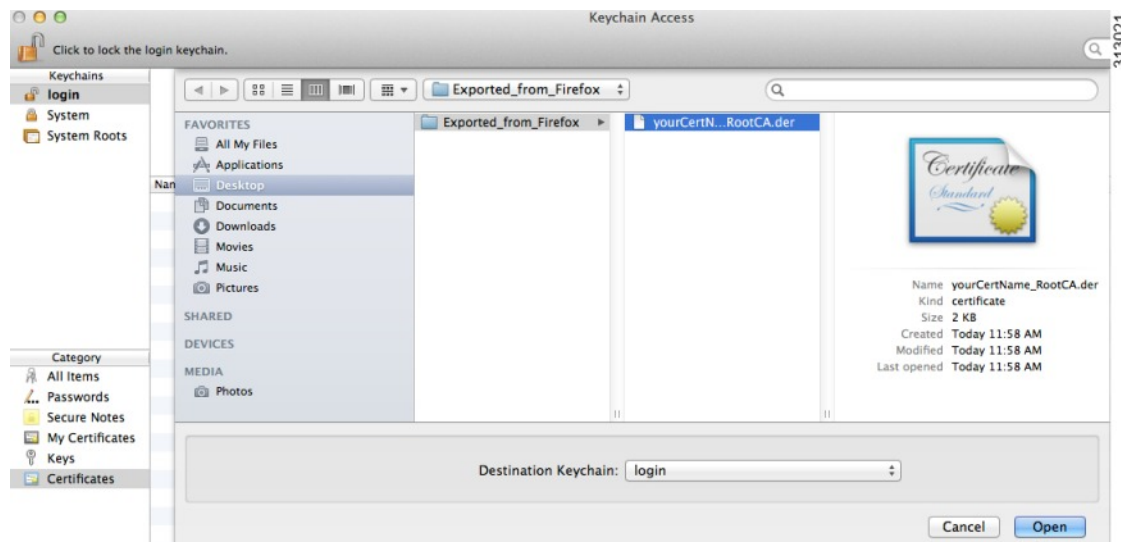 Keychain Access
Click to lock the login keychain.
313021
Keychains
login
System
System Roots
Exported_from_Firefox
Nan
FAVORITES
All My Files
Applications
Desktop
Documents
Downloads
Movies
Music
Pictures
SHARED
DEVICES
MEDIA
Photos
Exported_from_Firefox
yourCertN...RootCA.der
Certificate
Standard
Name yourCertName_RootCA.der
Kind certificate
Size 2 KB
Created Today 11:58 AM
Modified Today 11:58 AM
Last opened Today 11:58 AM
Category
All Items
Passwords
Secure Notes
My Certificates
Keys
Certificates
Destination Keychain: login
Cancel Open